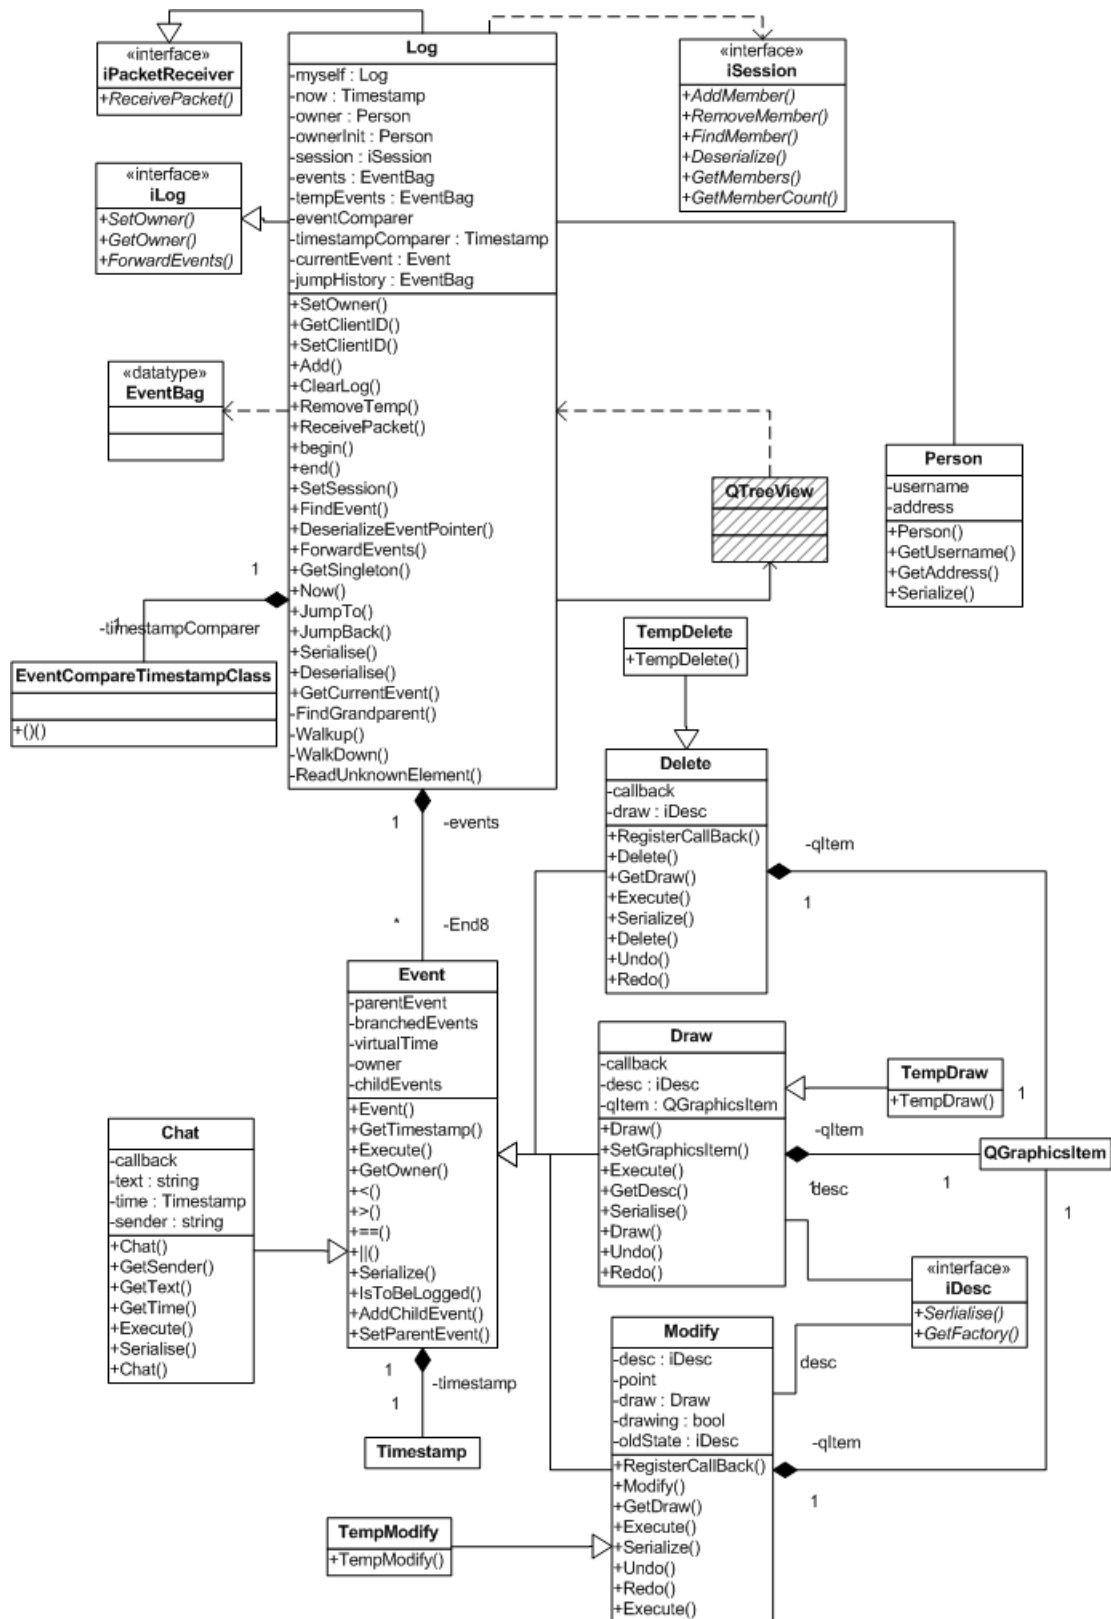 «interface»
iPacketReceiver
+ReceivePacket()
«interface»
iLog
+SetOwner()
+GetOwner()
+ForwardEvents()
«datatype»
EventBag
Log
-myself : Log
-now : Timestamp
-owner : Person
-ownerInit : Person
-session : iSession
-events : EventBag
-tempEvents : EventBag
-eventComparer
-timestampComparer : Timestamp
-currentEvent : Event
-jumpHistory : EventBag
+SetOwner()
+GetClientID()
+SetClientID()
+Add()
+ClearLog()
+RemoveTemp()
+ReceivePacket()
+begin()
+end()
+SetSession()
+FindEvent()
+DeserializeEventPointer()
+ForwardEvents()
+GetSingleton()
+Now()
+JumpTo()
+JumpBack()
+Serialise()
+Deserialise()
+GetCurrentEvent()
-FindGrandparent()
-Walkup()
-WalkDown()
-ReadUnknownElement()
«interface»
iSession
+AddMember()
+RemoveMember()
+FindMember()
+Deserialize()
+GetMembers()
+GetMemberCount()
Person
-username
-address
+Person()
+GetUsername()
+GetAddress()
+Serialize()
QTreeView
1
1
-timestampComparer
EventCompareTimestampClass
+()()
TempDelete
+TempDelete()
Delete
-callback
-draw : iDesc
+RegisterCallBack()
+Delete()
+GetDraw()
+Execute()
+Serialize()
+Delete()
+Undo()
+Redo()
-qItem
1
1
-events
*
-End8
Event
-parentEvent
-branchedEvents
-virtualTime
-owner
-childEvents
+Event()
+GetTimestamp()
+Execute()
+GetOwner()
+<()
+>()
+==()
+||()
+Serialize()
+IsToBeLogged()
+AddChildEvent()
+SetParentEvent()
Draw
-callback
-desc : iDesc
-qItem : QGraphicsItem
+Draw()
+SetGraphicsItem()
+Execute()
+GetDesc()
+Serialise()
+Draw()
+Undo()
+Redo()
TempDraw
+TempDraw()
1
-qItem
QGraphicsItem
1
1
desc
1
Chat
-callback
-text : string
-time : Timestamp
-sender : string
+Chat()
+GetSender()
+GetText()
+GetTime()
+Execute()
+Serialise()
+Chat()
«interface»
iDesc
+Serlialise()
+GetFactory()
desc
1
-timestamp
1
Timestamp
Modify
-desc : iDesc
-point
-draw : Draw
-drawing : bool
-oldState : iDesc
+RegisterCallBack()
+Modify()
+GetDraw()
+Execute()
+Serialize()
+Undo()
+Redo()
+Execute()
-qItem
1
TempModify
+TempModify()